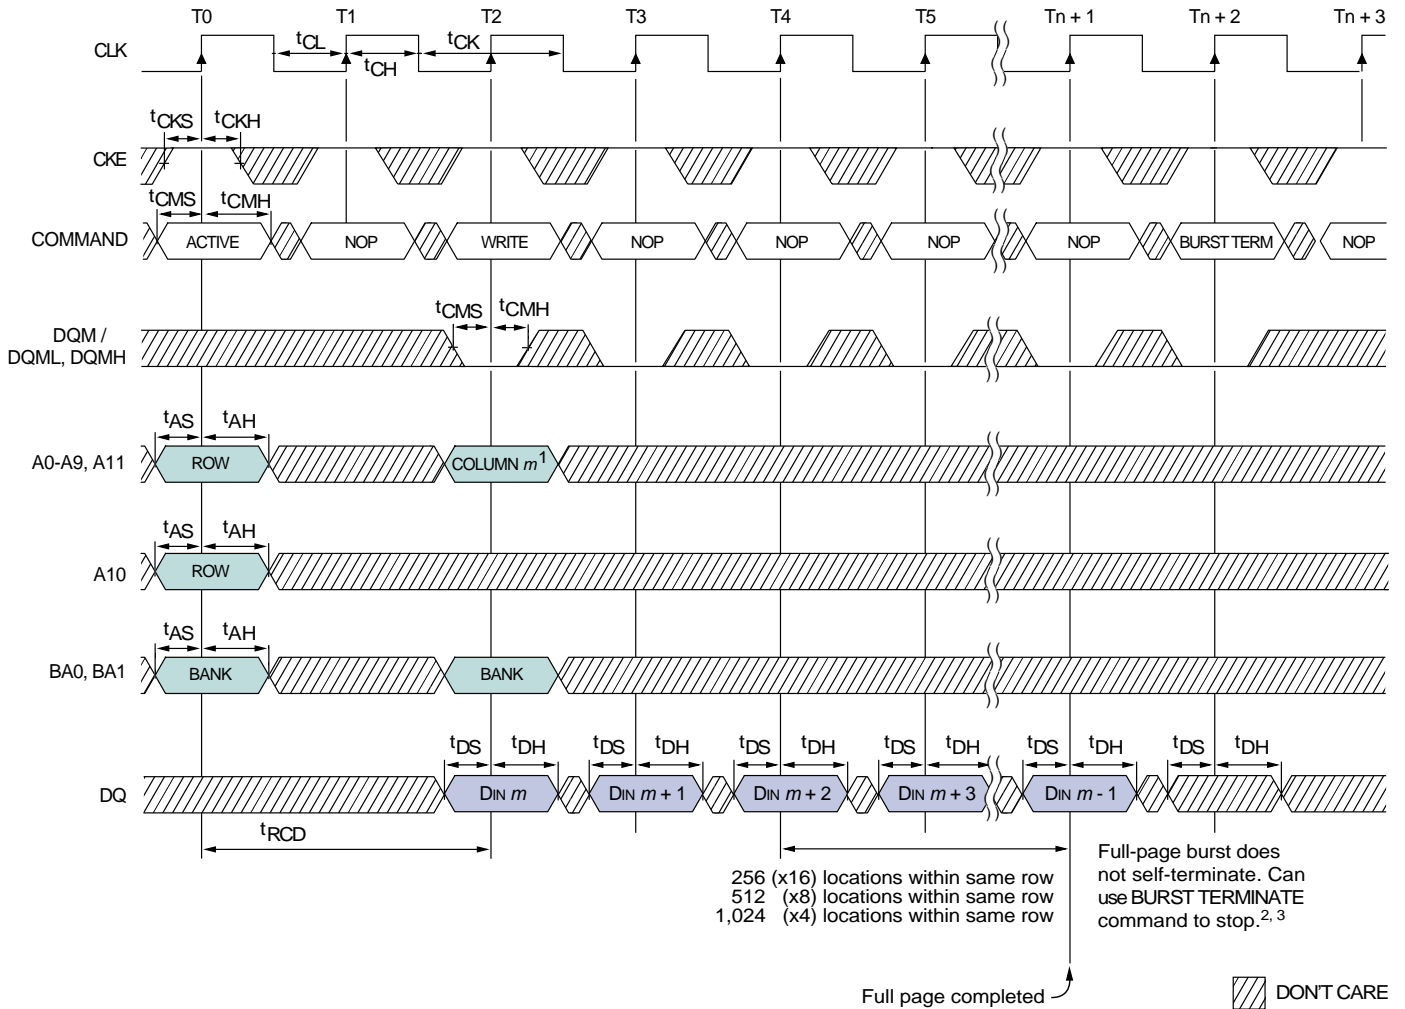 T0 T1 T2 T3 T4 T5 Tn + 1 Tn + 2 Tn + 3
CLK
tCL tCK
tCH
tCKS tCKH
CKE
tCMS tCMH
COMMAND ACTIVE NOP WRITE NOP NOP NOP NOP BURST TERM NOP
tCMS tCMH
DQM /
DQML, DQMH
tAS tAH
A0-A9, A11 ROW COLUMN m1
tAS tAH
A10 ROW
tAS tAH
BA0, BA1 BANK BANK
tDS tDH tDS tDH tDS tDH tDS tDH tDS tDH tDS tDH
DQ DIN m DIN m + 1 DIN m + 2 DIN m + 3 DIN m - 1
tRCD
256 (x16) locations within same row
512 (x8) locations within same row
1,024 (x4) locations within same row
Full-page burst does
not self-terminate. Can
use BURST TERMINATE
command to stop.2, 3
Full page completed
DON'T CARE